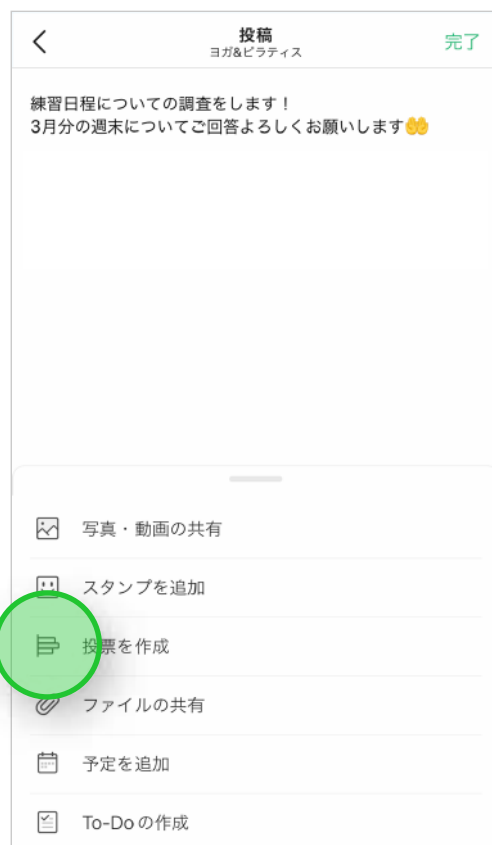 投稿
ヨガ&ピラティス
完了
練習日程についての調査をします！
3月分の週末についてご回答よろしくお願いします🤲
写真・動画の共有
スタンプを追加
投票を作成
ファイルの共有
予定を追加
To-Doの作成